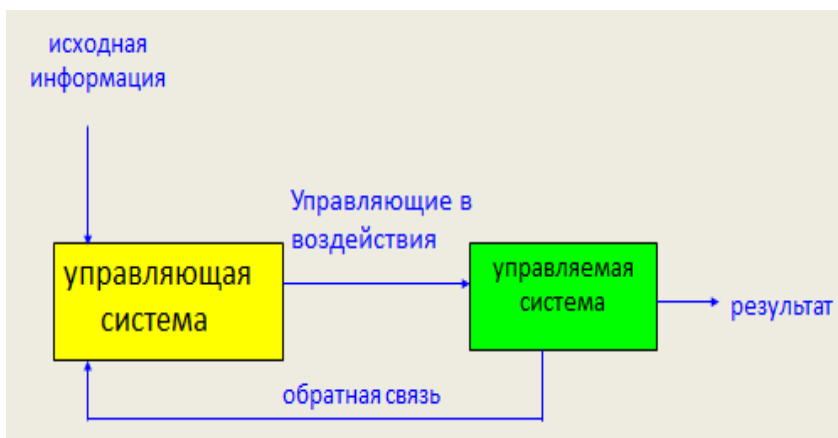 исходная
информация
Управляющие в
воздействия
управляющая
система
управляемая
система
результат
обратная связь